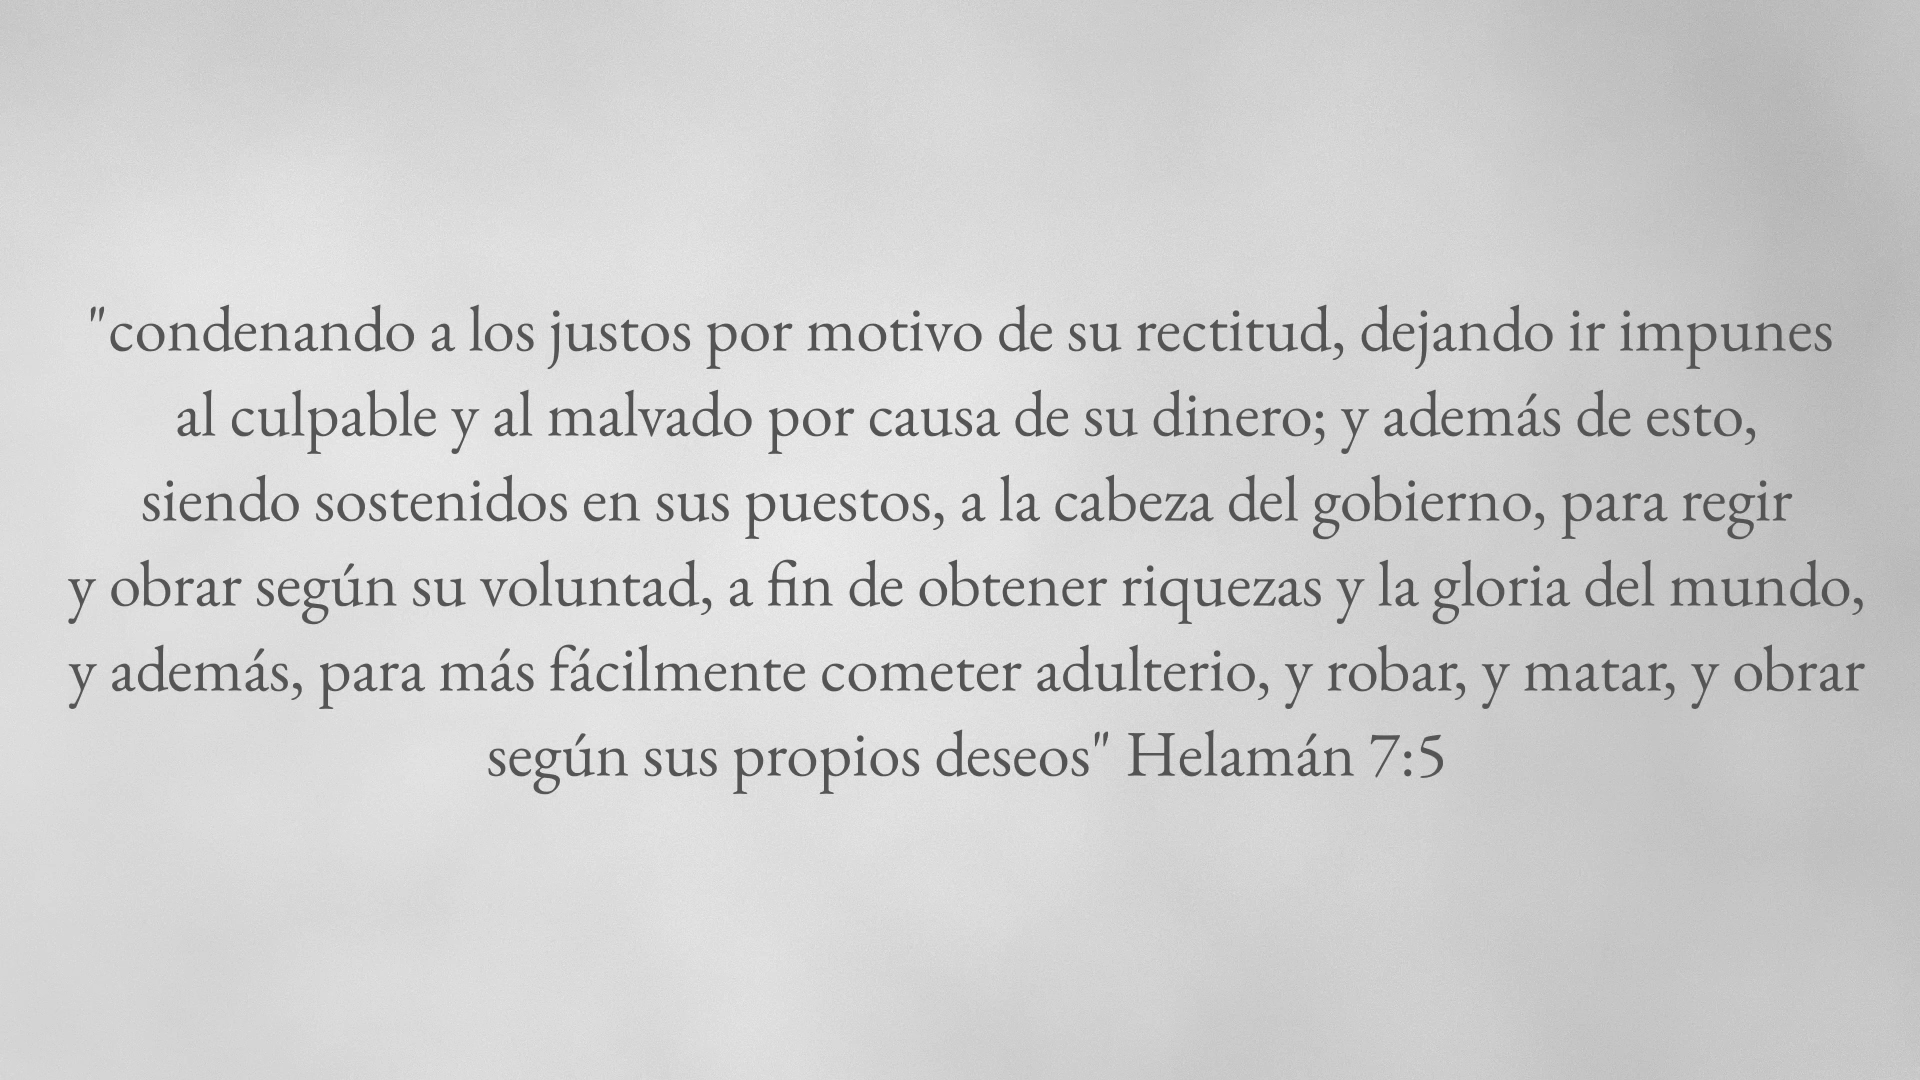 "condenando a los justos por motivo de su rectitud, dejando ir impunes
al culpable y al malvado por causa de su dinero; y además de esto,
siendo sostenidos en sus puestos, a la cabeza del gobierno, para regir
y obrar según su voluntad, a fin de obtener riquezas y la gloria del mundo,
y además, para más fácilmente cometer adulterio, y robar, y matar, y obrar
según sus propios deseos" Helamán 7:5